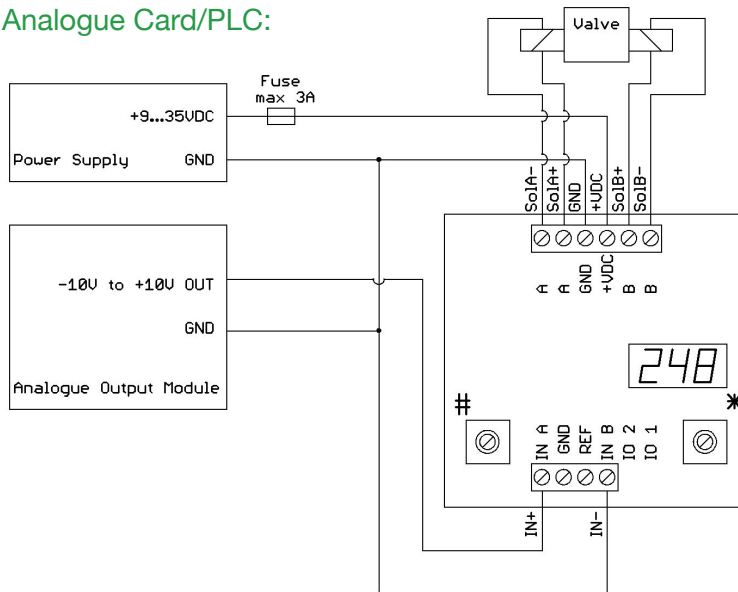 Analogue Card/PLC:
Valve
Fuse
max 3A
+9...35VDC
Power Supply GND
SolA-
SolA+
GND
+VDC
SolB+
SolB-
A
A
GND
+VDC
B
B
-10V to +10V OUT
GND
Analogue Output Module
248
#
*
IN A
GND
REF
IN B
IO 2
IO 1
IN+
IN-